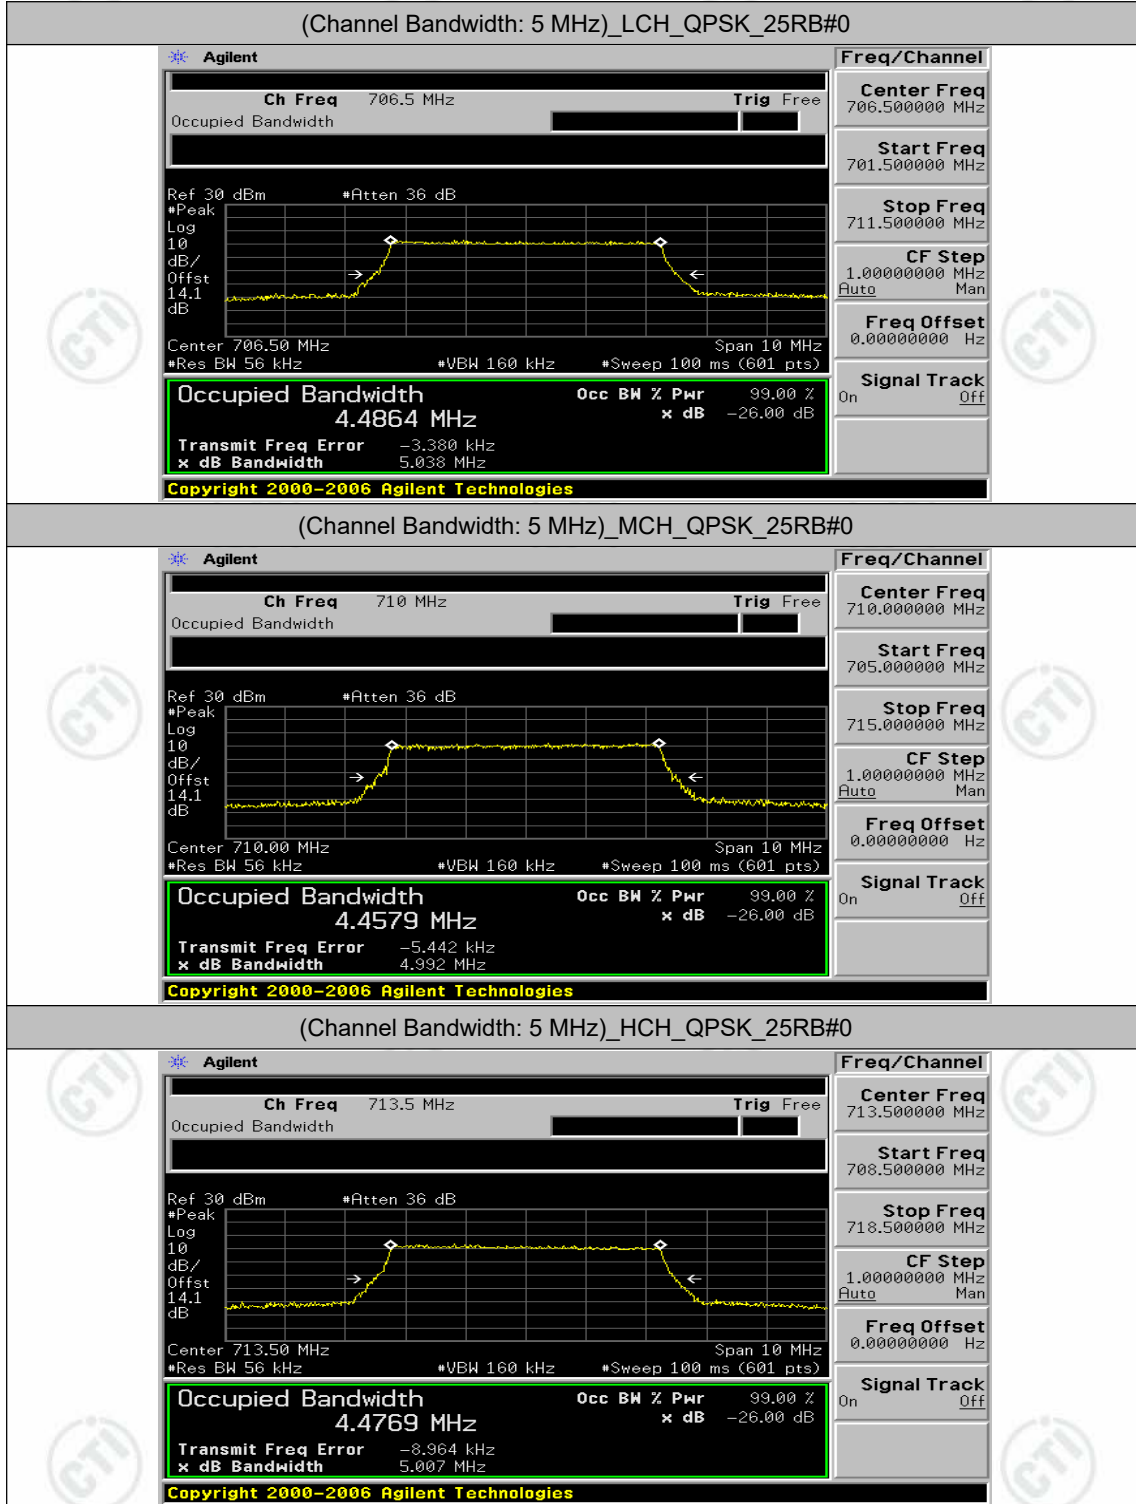 (Channel Bandwidth: 5 MHz)_LCH_QPSK_25RB#0
Agilent
Freq/Channel
Ch Freq 706.5 MHz Trig Free
Occupied Bandwidth
Center Freq
706.500000 MHz
Start Freq
701.500000 MHz
Stop Freq
711.500000 MHz
CF Step
1.00000000 MHz
Auto Man
Freq Offset
0.00000000 Hz
Signal Track
On Off
Ref 30 dBm #Atten 36 dB
#Peak
Log
10
dB/
Offst
14.1
dB
Center 706.50 MHz Span 10 MHz
#Res BW 56 kHz #VBW 160 kHz #Sweep 100 ms (601 pts)
Occupied Bandwidth Occ BW % Pwr 99.00 %
4.4864 MHz x dB -26.00 dB
Transmit Freq Error -3.380 kHz
x dB Bandwidth 5.038 MHz
Copyright 2000-2006 Agilent Technologies
CTI
CTI
(Channel Bandwidth: 5 MHz)_MCH_QPSK_25RB#0
Agilent
Freq/Channel
Ch Freq 710 MHz Trig Free
Occupied Bandwidth
Center Freq
710.000000 MHz
Start Freq
705.000000 MHz
Stop Freq
715.000000 MHz
CF Step
1.00000000 MHz
Auto Man
Freq Offset
0.00000000 Hz
Signal Track
On Off
Ref 30 dBm #Atten 36 dB
#Peak
Log
10
dB/
Offst
14.1
dB
Center 710.00 MHz Span 10 MHz
#Res BW 56 kHz #VBW 160 kHz #Sweep 100 ms (601 pts)
Occupied Bandwidth Occ BW % Pwr 99.00 %
4.4579 MHz x dB -26.00 dB
Transmit Freq Error -5.442 kHz
x dB Bandwidth 4.992 MHz
Copyright 2000-2006 Agilent Technologies
CTI
CTI
(Channel Bandwidth: 5 MHz)_HCH_QPSK_25RB#0
Agilent
Freq/Channel
Ch Freq 713.5 MHz Trig Free
Occupied Bandwidth
Center Freq
713.500000 MHz
Start Freq
708.500000 MHz
Stop Freq
718.500000 MHz
CF Step
1.00000000 MHz
Auto Man
Freq Offset
0.00000000 Hz
Signal Track
On Off
Ref 30 dBm #Atten 36 dB
#Peak
Log
10
dB/
Offst
14.1
dB
Center 713.50 MHz Span 10 MHz
#Res BW 56 kHz #VBW 160 kHz #Sweep 100 ms (601 pts)
Occupied Bandwidth Occ BW % Pwr 99.00 %
4.4769 MHz x dB -26.00 dB
Transmit Freq Error -8.964 kHz
x dB Bandwidth 5.007 MHz
Copyright 2000-2006 Agilent Technologies
CTI
CTI
CTI
CTI